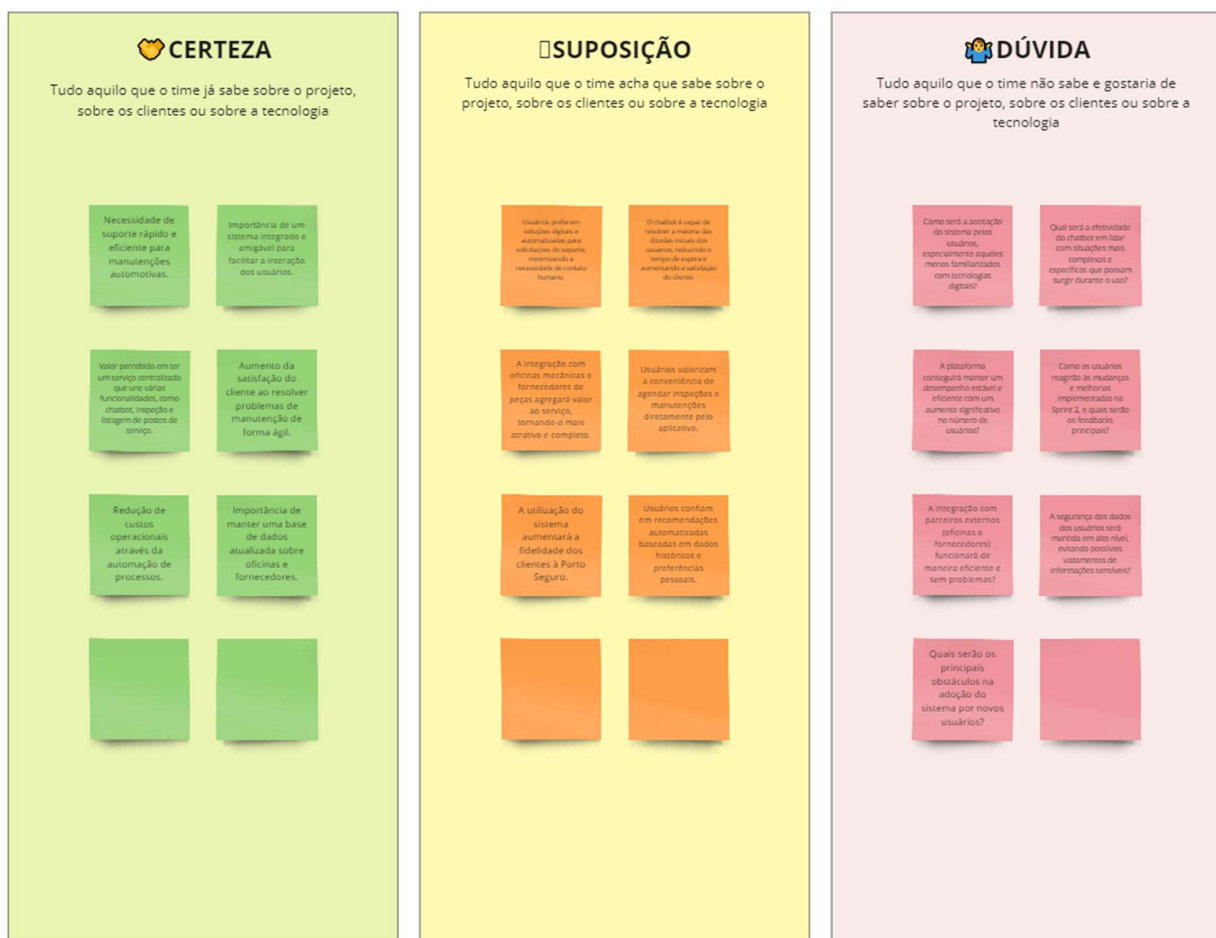 CERTEZA
Tudo aquilo que o time já sabe sobre o projeto,
sobre os clientes ou sobre a tecnologia
Necessidade de
suporte rápido e
eficiente para
manutenções
automotivas.
Importância de um
sistema integrado e
amigável para
facilitar a interação
dos usuários.
Valor percebido em ter
um serviço centralizado
que une várias
funcionalidades, como
chatbot, inspeção e
listagem de postos de
serviço.
Aumento da
satisfação do
cliente ao resolver
problemas de
manutenção de
forma ágil.
Redução de
custos
operacionais
através da
automação de
processos.
Importância de
manter uma base
de dados
atualizada sobre
oficinas e
fornecedores.
SUPOSIÇÃO
Tudo aquilo que o time acha que sabe sobre o
projeto, sobre os clientes ou sobre a tecnologia
Usuários preferem
soluções digitais e
automatizadas para
solicitações de suporte,
minimizando a
necessidade de contato
humano.
O chatbot é capaz de
resolver a maioria das
dúvidas iniciais dos
usuários, reduzindo o
tempo de espera e
aumentando a satisfação
do cliente.
A integração com
oficinas mecânicas e
fornecedores de
peças agregará valor
ao serviço,
tornando-o mais
atrativo e completo.
Usuários valorizam
a conveniência de
agendar inspeções e
manutenções
diretamente pelo
aplicativo.
A utilização do
sistema
aumentará a
fidelidade dos
clientes à Porto
Seguro.
Usuários confiam
em recomendações
automatizadas
baseadas em dados
históricos e
preferências
pessoais.
DÚVIDA
Tudo aquilo que o time não sabe e gostaria de
saber sobre o projeto, sobre os clientes ou sobre a
tecnologia
Como será a aceitação
do sistema pelos
usuários,
especialmente aqueles
menos familiarizados
com tecnologias
digitais?
Qual será a efetividade
do chatbot em lidar
com situações mais
complexas e
específicas que possam
surgir durante o uso?
A plataforma
conseguirá manter um
desempenho estável e
eficiente com um
aumento significativo
no número de
usuários?
Como os usuários
reagirão às mudanças
e melhorias
implementadas na
Sprint 2, e quais serão
os feedbacks
principais?
A integração com
parceiros externos
(oficinas e
fornecedores)
funcionará de
maneira eficiente e
sem problemas?
A segurança dos dados
dos usuários será
mantida em alto nível,
evitando possíveis
vazamentos de
informações sensíveis?
Quais serão os
principais
obstáculos na
adoção do
sistema por novos
usuários?